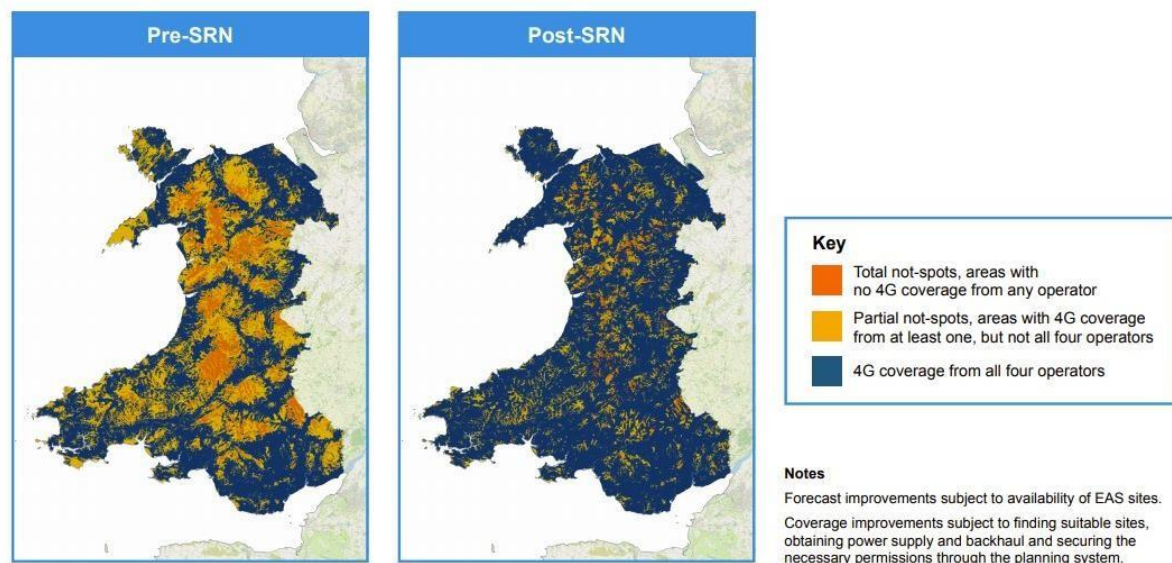 Pre-SRN
Post-SRN
Key
Total not-spots, areas with
no 4G coverage from any operator
Partial not-spots, areas with 4G coverage
from at least one, but not all four operators
4G coverage from all four operators
Notes
Forecast improvements subject to availability of EAS sites.
Coverage improvements subject to finding suitable sites,
obtaining power supply and backhaul and securing the
necessary permissions through the planning system.